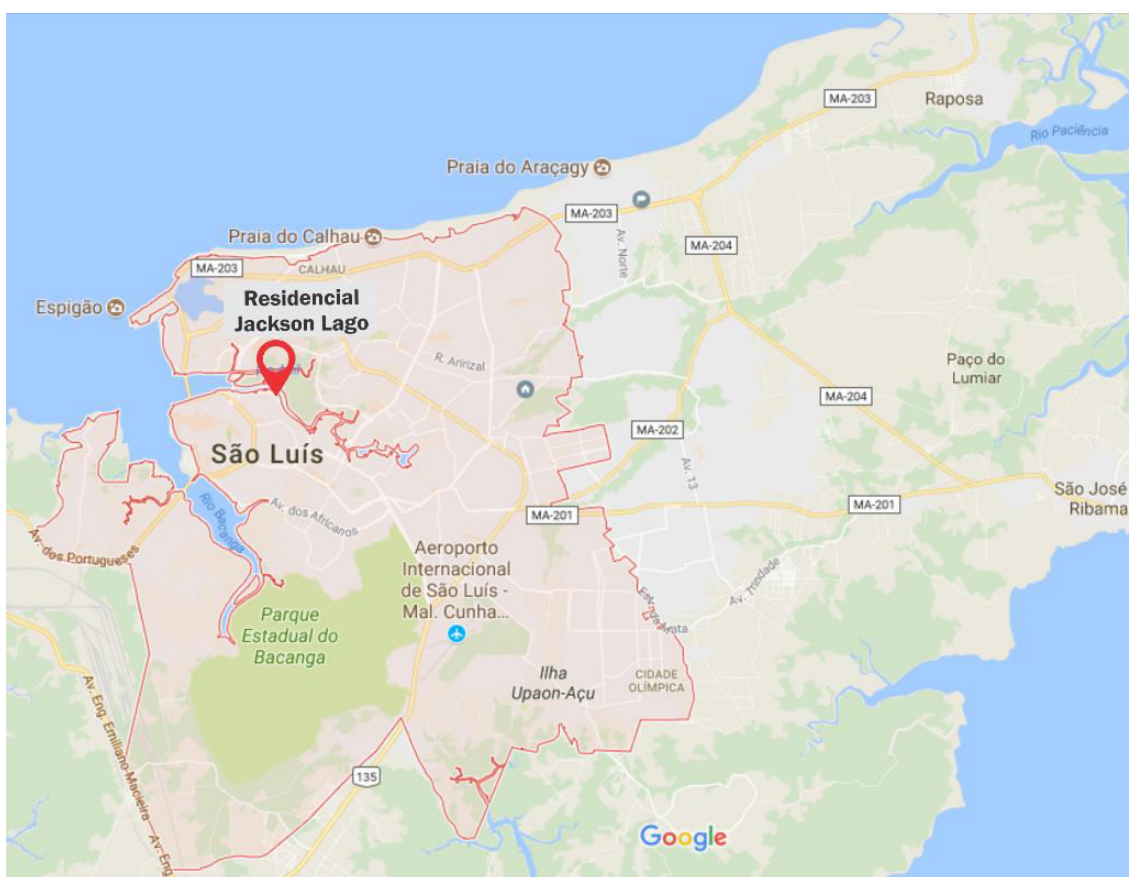 MA-203
Raposa
Rio Paciência
Praia do Araçagy
MA-203
Av. Norte
Praia do Calhau
MA-204
MA-203
CALHAU
Espigão
Residencial
Jackson Lago
R. Aririzal
Paço do
Lumiar
MA-204
MA-202
São Luís
Av. 13
Rio Bacanga
Av. dos Africanos
MA-201
MA-201
São José
Ribama
Av. dos Portugueses
Aeroporto
Internacional
de São Luís -
Mal. Cunha...
Av. Trindade
Parque
Estadual do
Bacanga
Ilha
Upaon-Açu
CIDADE
OLÍMPICA
Av. Eng. Emiliano Macieira
Av. Eng
135
Google